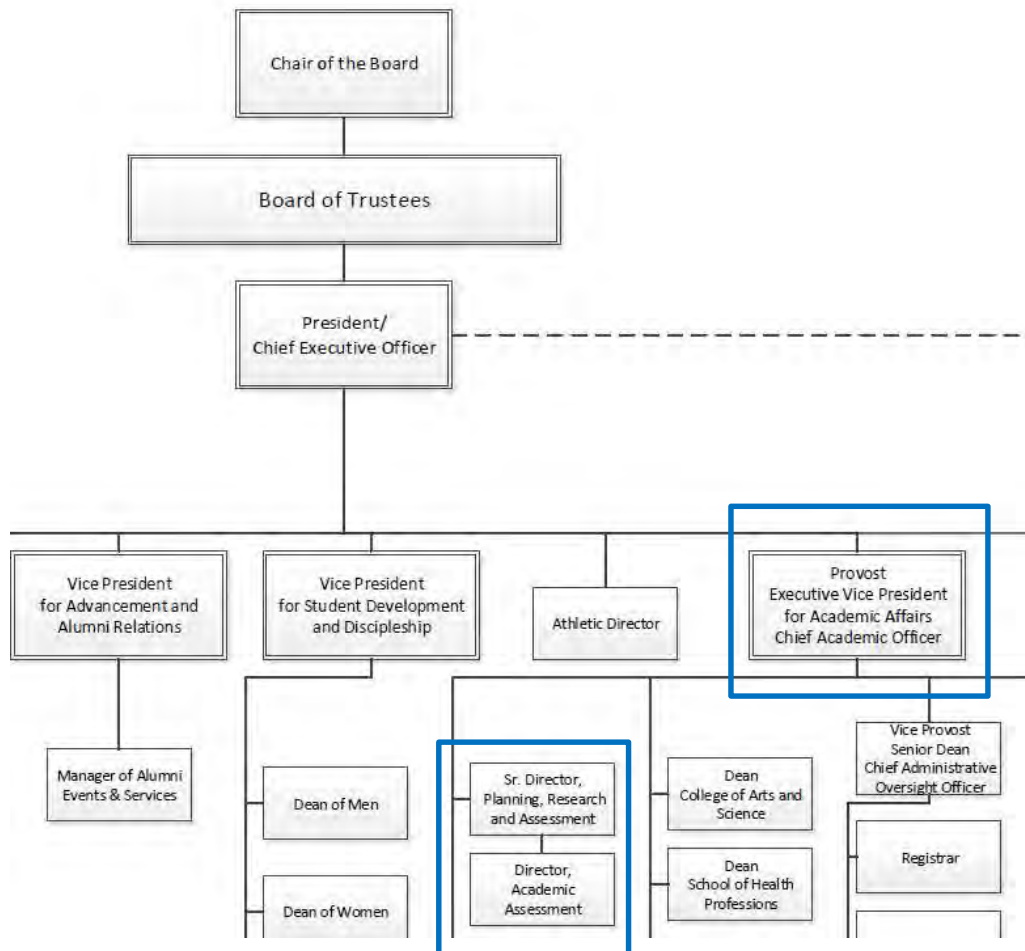 Chair of the Board
Board of Trustees
President/
Chief Executive Officer
Vice President
for Advancement and
Alumni Relations
Vice President
for Student Development
and Discipleship
Athletic Director
Provost
Executive Vice President
for Academic Affairs
Chief Academic Officer
Manager of Alumni
Events & Services
Dean of Men
Dean of Women
Sr. Director,
Planning, Research
and Assessment
Director,
Academic
Assessment
Dean
College of Arts and
Science
Dean
School of Health
Professions
Vice Provost
Senior Dean
Chief Administrative
Oversight Officer
Registrar